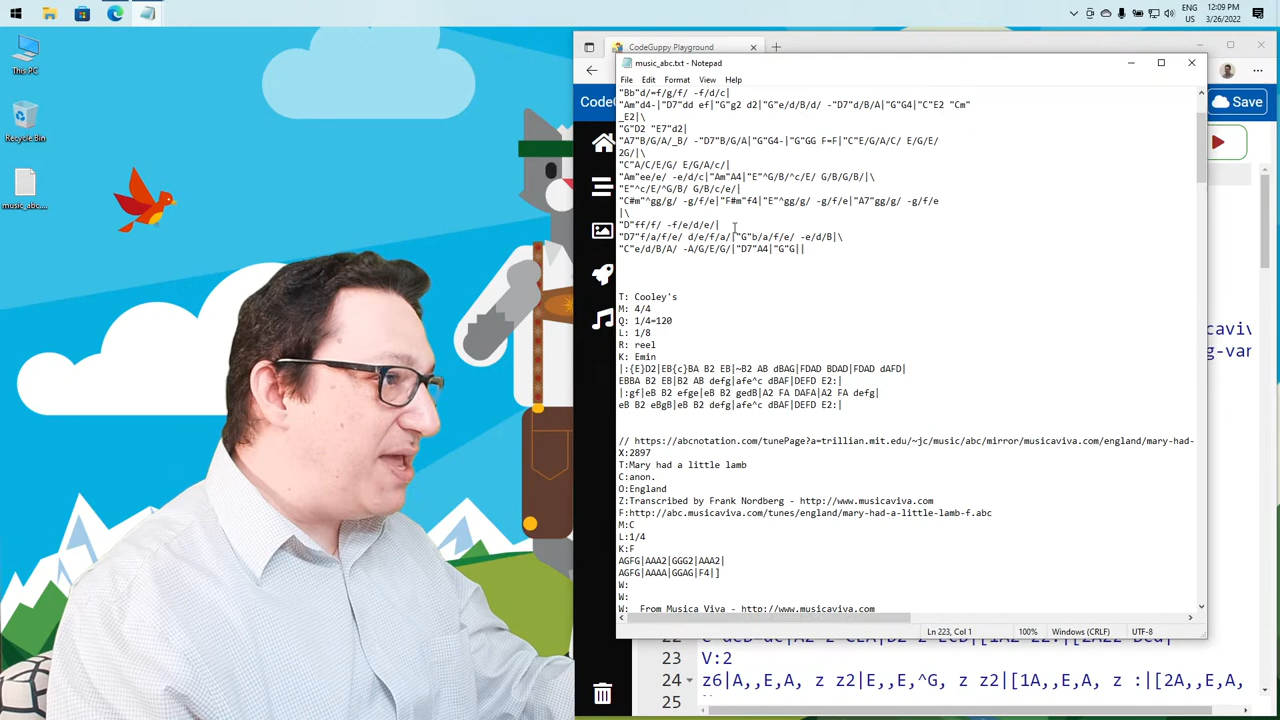 12:09 PM
EN
US
3/26/2022
This PC
CodeGuppy Playground
music_abc.txt - Notepad
File Edit Format View Help
Save
Recycle Bin
music_abc....
"Bb"d/=f/g/f/ -f/d/c|
"Am"d4-|"D7"dd ef|"G"g2 d2|"G"e/d/B/d/ -"D7"d/B/A|"G"G4|"C"E2 "Cm"
_E2|\
"G"D2 "E7"d2|
"A7"B/G/A/_B/ -"D7"B/G/A|"G"G4-|"G"GG F=F|"C"E/G/A/C/ E/G/E/
2G/|\
"C"A/C/E/G/ E/G/A/c/|
"Am"ee/e/ -e/d/c|"Am"A4|"E"^G/B/^c/E/ G/B/G/B/|\
"E"^c/E/^G/B/ G/B/c/e/|
"C#m"^gg/g/ -g/f/e|"F#m"f4|"E"^gg/g/ -g/f/e|"A7"gg/g/ -g/f/e
|\
"D"ff/f/ -f/e/d/e/|
"D7"f/a/f/e/ d/e/f/a/|"G"b/a/f/e/ -e/d/B|\
"C"e/d/B/A/ -A/G/E/G/|"D7"A4|"G"G||
T: Cooley's
M: 4/4
Q: 1/4=120
L: 1/8
R: reel
K: Emin
|:{E}D2|EB{c}BA B2 EB|~B2 AB dBAG|FDAD BDAD|FDAD dAFD|
EBBA B2 EB|B2 AB defg|afe^c dBAF|DEFD E2:|
|:gf|eB B2 efge|eB B2 gedB|A2 FA DAFA|A2 FA defg|
eB B2 eBgB|eB B2 defg|afe^c dBAF|DEFD E2:|
// https://abcnotation.com/tunePage?a=trillian.mit.edu/~jc/music/abc/mirror/musicaviva.com/england/mary-had-
X:2897
T:Mary had a little lamb
C:anon.
O:England
Z:Transcribed by Frank Nordberg - http://www.musicaviva.com
F:http://abc.musicaviva.com/tunes/england/mary-had-a-little-lamb-f.abc
M:C
L:1/4
K:F
AGFG|AAA2|GGG2|AAA2|
AGFG|AAAA|GGAG|F4|]
W:
W:
W: From Musica Viva - http://www.musicaviva.com
Ln 223, Col 1 100% Windows (CRLF) UTF-8
caviv
g-var
23 V:2
24 z6|A,,E,A, z z2|E,,E,^G, z z2|[1A,,E,A, z :|[2A,,E,A,
25